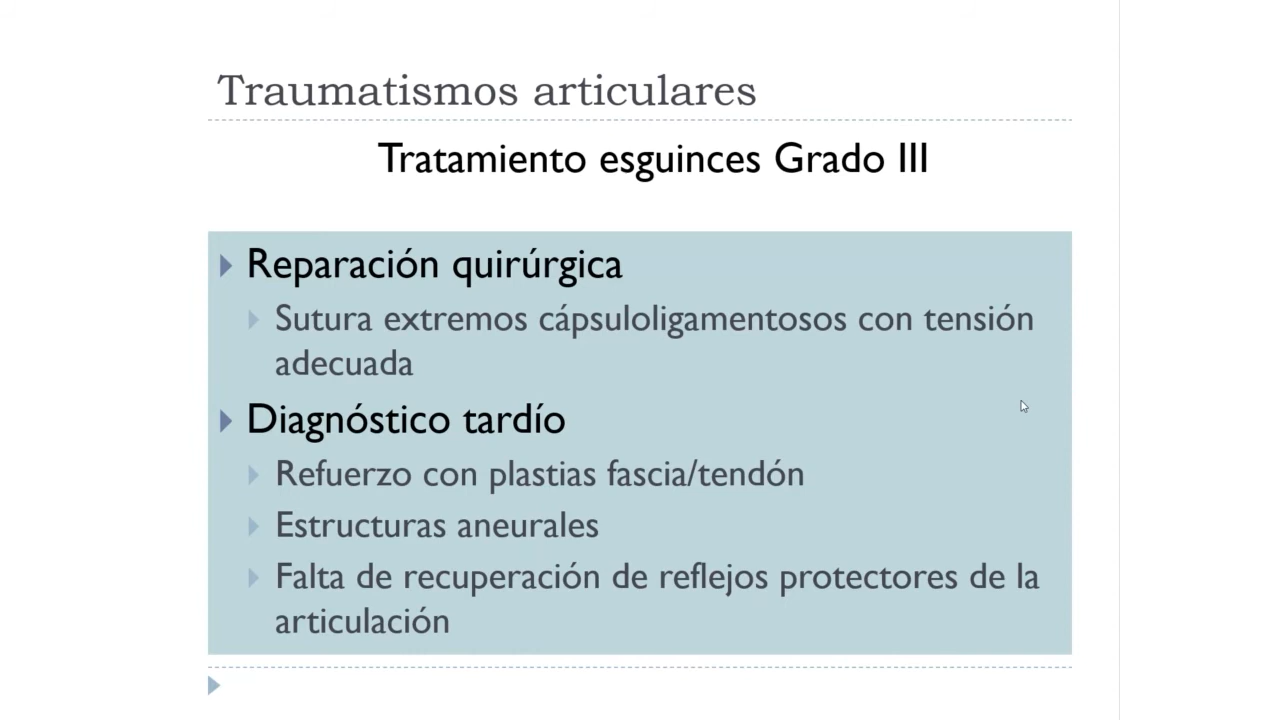 Traumatismos articulares
Tratamiento esguinces Grado III
Reparación quirúrgica
Sutura extremos cápsuloligamentosos con tensión
adecuada
Diagnóstico tardío
Refuerzo con plastias fascia/tendón
Estructuras aneurales
Falta de recuperación de reflejos protectores de la
articulación